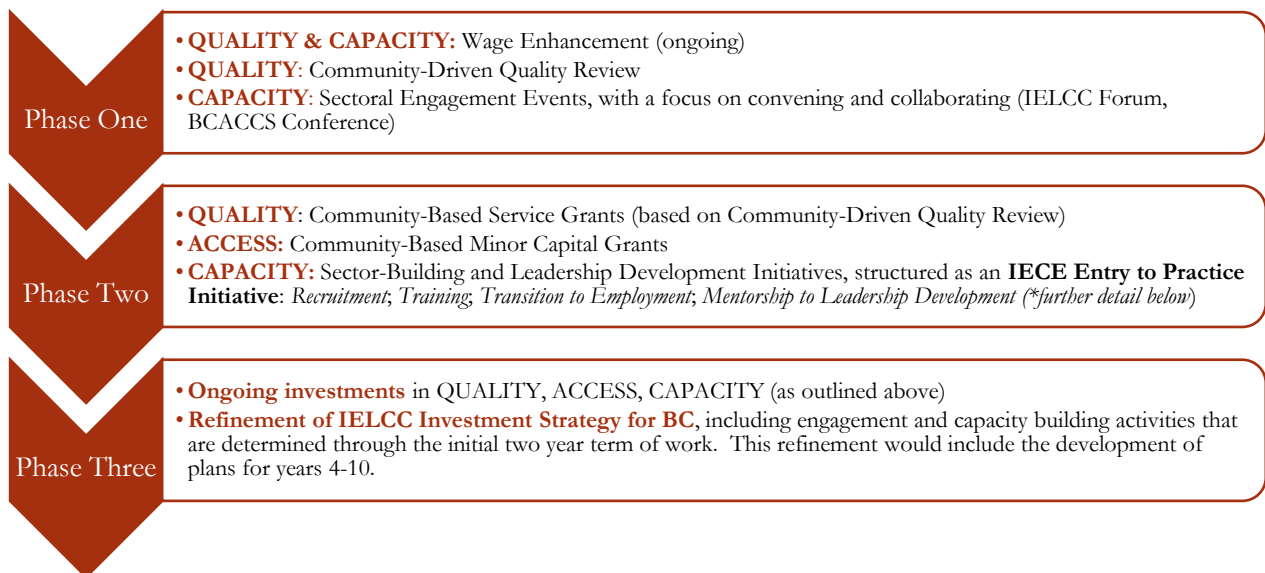 Phase One
• QUALITY & CAPACITY: Wage Enhancement (ongoing)
• QUALITY: Community-Driven Quality Review
• CAPACITY: Sectoral Engagement Events, with a focus on convening and collaborating (IELCC Forum,
BCACCS Conference)
Phase Two
• QUALITY: Community-Based Service Grants (based on Community-Driven Quality Review)
• ACCESS: Community-Based Minor Capital Grants
• CAPACITY: Sector-Building and Leadership Development Initiatives, structured as an IECE Entry to Practice
Initiative: Recruitment; Training; Transition to Employment; Mentorship to Leadership Development (*further detail below)
Phase Three
• Ongoing investments in QUALITY, ACCESS, CAPACITY (as outlined above)
• Refinement of IELCC Investment Strategy for BC, including engagement and capacity building activities that
are determined through the initial two year term of work. This refinement would include the development of
plans for years 4-10.